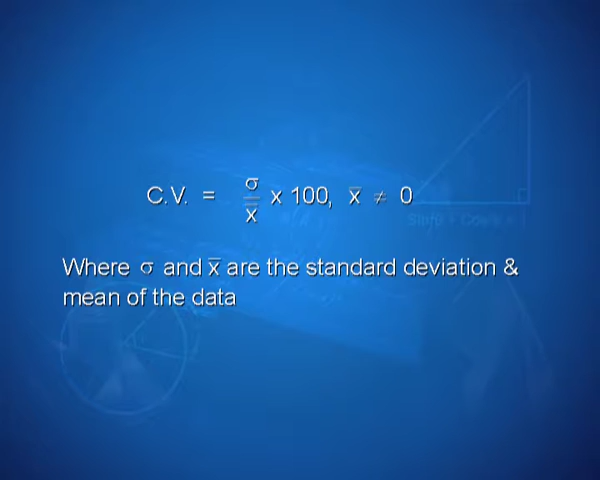 C.V. = σ/x̅ x 100, x̅ ≠ 0
Where σ and x̅ are the standard deviation &
mean of the data